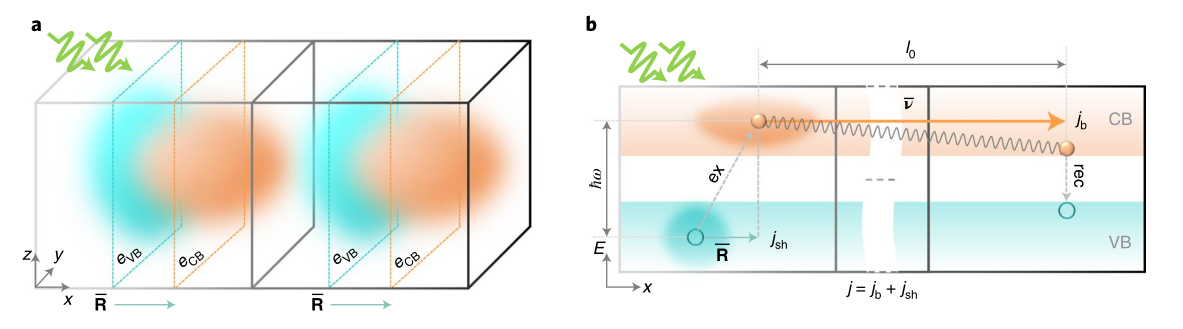 a
e_VB
e_CB
e_VB
e_CB
z
y
x
R̅
R̅
b
l_0
v̅
j_b
CB
ħω
ex
rec
j_sh
R̅
VB
E
x
j = j_b + j_sh